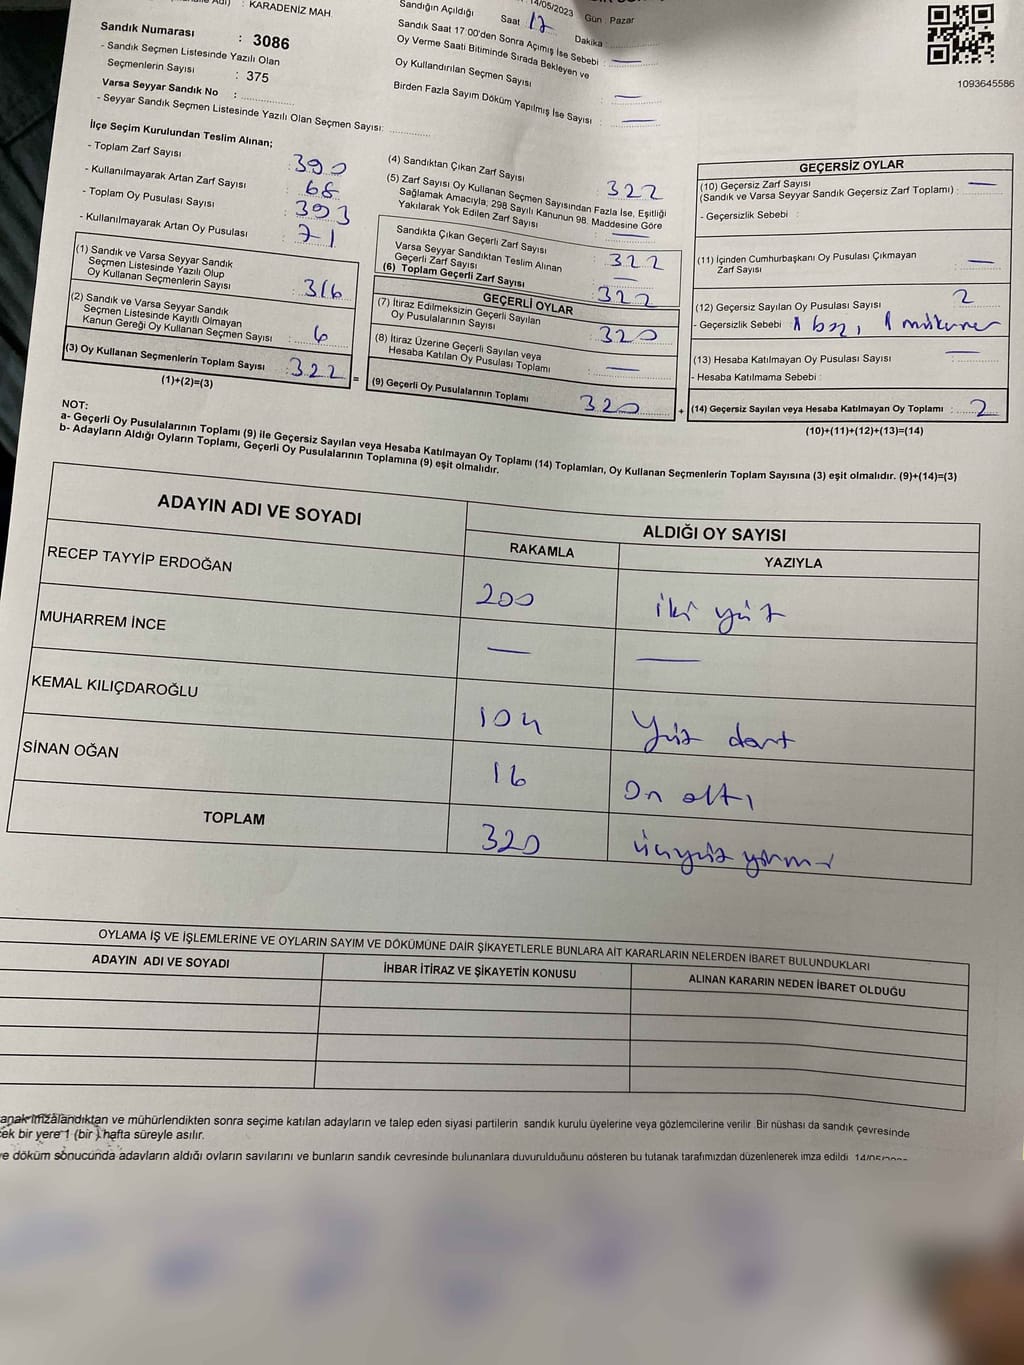 : KARADENİZ MAH.
Sandık Numarası : 3086
- Sandık Seçmen Listesinde Yazılı Olan
Seçmenlerin Sayısı : 375
Varsa Seyyar Sandık No :
- Seyyar Sandık Seçmen Listesinde Yazılı Olan Seçmen Sayısı:
Sandığın Açıldığı 14/05/2023 Gün : Pazar
Saat 17 Dakika :
Sandık Saat 17 00'den Sonra Açımış İse Sebebi : —
Oy Verme Saati Bitiminde Sırada Bekleyen ve
Oy Kullandırılan Seçmen Sayısı : —
Birden Fazla Sayım Döküm Yapılmış İse Sayısı : —
1093645586
İlçe Seçim Kurulundan Teslim Alınan;
- Toplam Zarf Sayısı : 390
- Kullanılmayarak Artan Zarf Sayısı : 68
- Toplam Oy Pusulası Sayısı : 393
- Kullanılmayarak Artan Oy Pusulası : 71
(1) Sandık ve Varsa Seyyar Sandık
Seçmen Listesinde Yazılı Olup
Oy Kullanan Seçmenlerin Sayısı : 316
(2) Sandık ve Varsa Seyyar Sandık
Seçmen Listesinde Kayıtlı Olmayan
Kanun Gereği Oy Kullanan Seçmen Sayısı : 6
(3) Oy Kullanan Seçmenlerin Toplam Sayısı : 322 =
(1)+(2)=(3)
(4) Sandıktan Çıkan Zarf Sayısı : 322
(5) Zarf Sayısı Oy Kullanan Seçmen Sayısından Fazla İse, Eşitliği
Sağlamak Amacıyla; 298 Sayılı Kanunun 98. Maddesine Göre
Yakılarak Yok Edilen Zarf Sayısı : —
Sandıkta Çıkan Geçerli Zarf Sayısı : 322
Varsa Seyyar Sandıktan Teslim Alınan
Geçerli Zarf Sayısı : —
(6) Toplam Geçerli Zarf Sayısı : 322
GEÇERLİ OYLAR
(7) İtiraz Edilmeksizin Geçerli Sayılan
Oy Pusulalarının Sayısı : 320
(8) İtiraz Üzerine Geçerli Sayılan veya
Hesaba Katılan Oy Pusulası Toplamı : —
(9) Geçerli Oy Pusulalarının Toplamı 320 +
GEÇERSİZ OYLAR
(10) Geçersiz Zarf Sayısı —
(Sandık ve Varsa Seyyar Sandık Geçersiz Zarf Toplamı) :
- Geçersizlik Sebebi :
(11) İçinden Cumhurbaşkanı Oy Pusulası Çıkmayan
Zarf Sayısı : —
(12) Geçersiz Sayılan Oy Pusulası Sayısı : 2
- Geçersizlik Sebebi 1 1
(13) Hesaba Katılmayan Oy Pusulası Sayısı : —
- Hesaba Katılmama Sebebi :
(14) Geçersiz Sayılan veya Hesaba Katılmayan Oy Toplamı : 2
(10)+(11)+(12)+(13)=(14)
NOT:
a- Geçerli Oy Pusulalarının Toplamı (9) ile Geçersiz Sayılan veya Hesaba Katılmayan Oy Toplamı (14) Toplamları, Oy Kullanan Seçmenlerin Toplam Sayısına (3) eşit olmalıdır. (9)+(14)=(3)
b- Adayların Aldığı Oyların Toplamı, Geçerli Oy Pusulalarının Toplamına (9) eşit olmalıdır.
ADAYIN ADI VE SOYADI ALDIĞI OY SAYISI
RAKAMLA YAZIYLA
RECEP TAYYİP ERDOĞAN 200 iki yüz
MUHARREM İNCE — —
KEMAL KILIÇDAROĞLU 104 Yüz dört
SİNAN OĞAN 16 On altı
TOPLAM 320 üçyüz yirmi
OYLAMA İŞ VE İŞLEMLERİNE VE OYLARIN SAYIM VE DÖKÜMÜNE DAİR ŞİKAYETLERLE BUNLARA AİT KARARLARIN NELERDEN İBARET BULUNDUKLARI
ADAYIN ADI VE SOYADI İHBAR İTİRAZ VE ŞİKAYETİN KONUSU ALINAN KARARIN NEDEN İBARET OLDUĞU
anak imzalandıktan ve mühürlendikten sonra seçime katılan adayların ve talep eden siyasi partilerin sandık kurulu üyelerine veya gözlemcilerine verilir. Bir nüshası da sandık çevresinde
ek bir yere 1 (bir ) hafta süreyle asılır.
e döküm sonucunda adayların aldığı oyların sayılarını ve bunların sandık çevresinde bulunanlara duyurulduğunu gösteren bu tutanak tarafımızdan düzenlenerek imza edildi